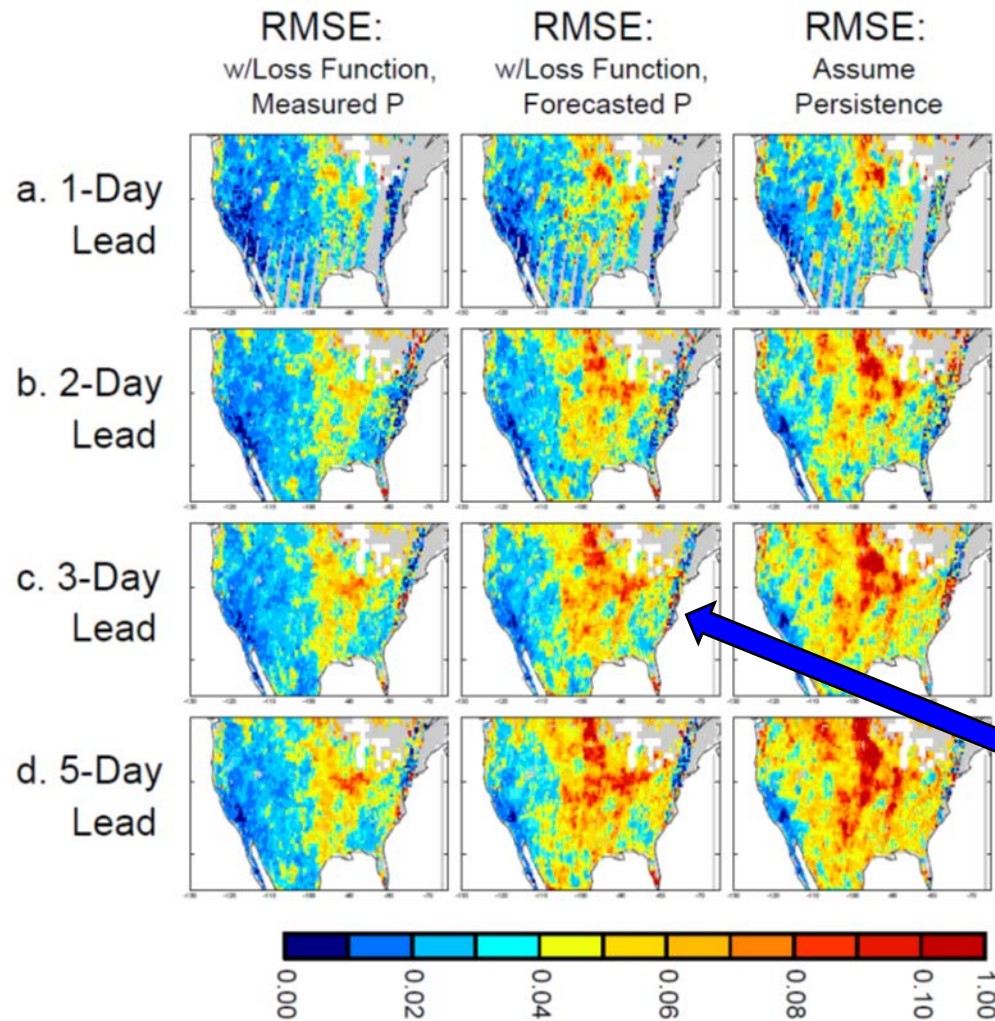 RMSE:
w/Loss Function,
Measured P
RMSE:
w/Loss Function,
Forecasted P
RMSE:
Assume
Persistence
a. 1-Day
Lead
b. 2-Day
Lead
c. 3-Day
Lead
d. 5-Day
Lead
0.00
0.02
0.04
0.06
0.08
0.10
1.00